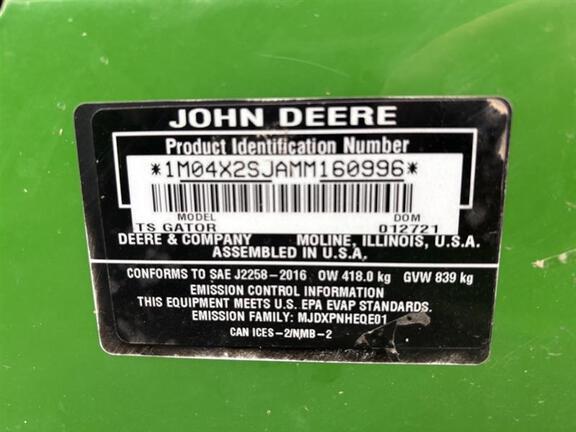 JOHN DEERE
Product Identification Number
*1M04X2SJAMM160996*
MODEL DOM
TS GATOR 012721
DEERE & COMPANY MOLINE, ILLINOIS, U.S.A.
ASSEMBLED IN U.S.A.
CONFORMS TO SAE J2258-2016 OW 418.0 kg GVW 839 kg
EMISSION CONTROL INFORMATION
THIS EQUIPMENT MEETS U.S. EPA EVAP STANDARDS.
EMISSION FAMILY: MJDXPNHEQE01
CAN ICES-2/NMB-2